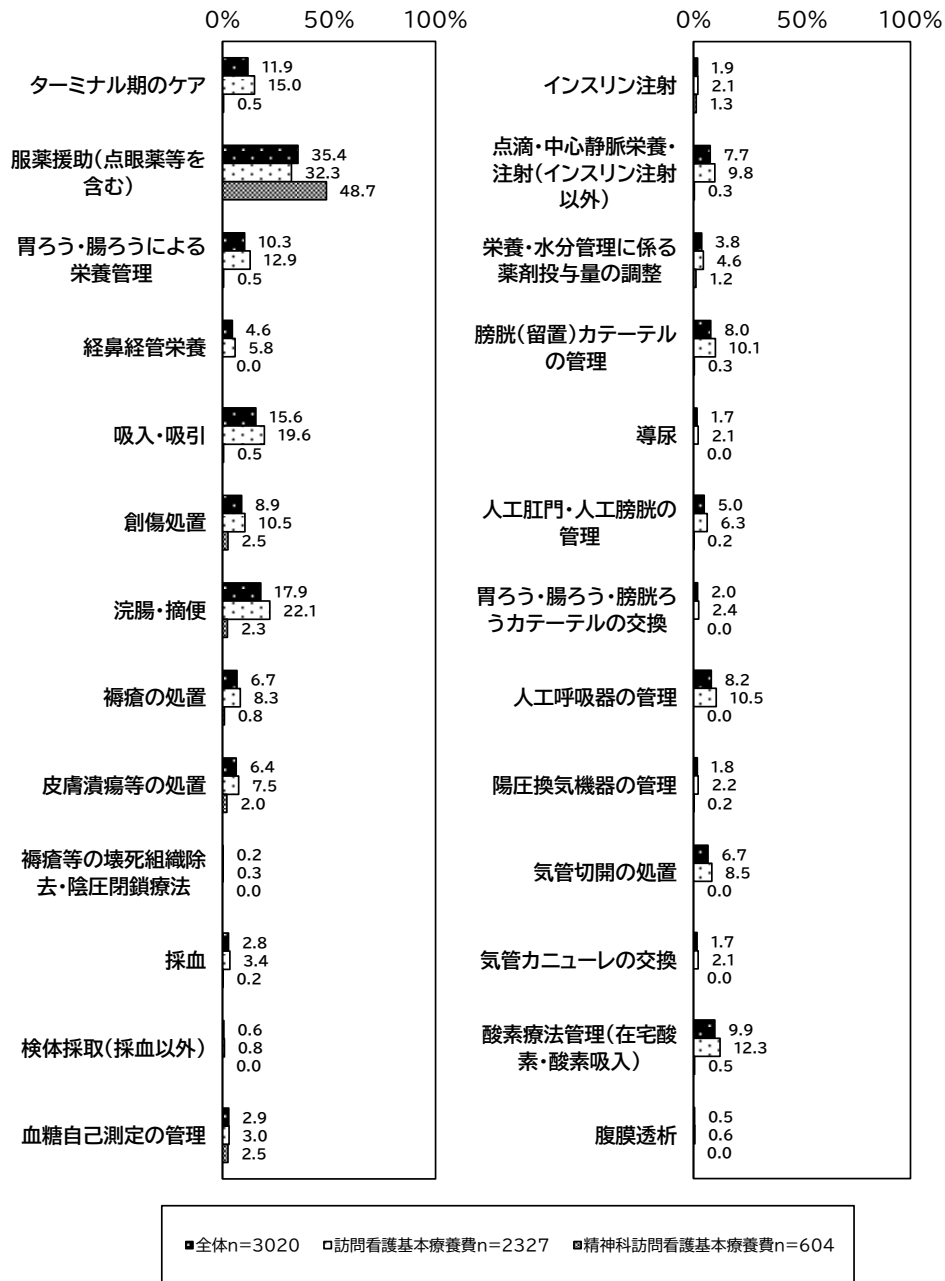 0% 50% 100%
ターミナル期のケア
11.9
15.0
0.5
服薬援助(点眼薬等を
含む)
35.4
32.3
48.7
胃ろう・腸ろうによる
栄養管理
10.3
12.9
0.5
経鼻経管栄養
4.6
5.8
0.0
吸入・吸引
15.6
19.6
0.5
創傷処置
8.9
10.5
2.5
浣腸・摘便
17.9
22.1
2.3
褥瘡の処置
6.7
8.3
0.8
皮膚潰瘍等の処置
6.4
7.5
2.0
褥瘡等の壊死組織除
去・陰圧閉鎖療法
0.2
0.3
0.0
採血
2.8
3.4
0.2
検体採取(採血以外)
0.6
0.8
0.0
血糖自己測定の管理
2.9
3.0
2.5
0% 50% 100%
インスリン注射
1.9
2.1
1.3
点滴・中心静脈栄養・
注射(インスリン注射
以外)
7.7
9.8
0.3
栄養・水分管理に係る
薬剤投与量の調整
3.8
4.6
1.2
膀胱(留置)カテーテル
の管理
8.0
10.1
0.3
導尿
1.7
2.1
0.0
人工肛門・人工膀胱の
管理
5.0
6.3
0.2
胃ろう・腸ろう・膀胱ろ
うカテーテルの交換
2.0
2.4
0.0
人工呼吸器の管理
8.2
10.5
0.0
陽圧換気機器の管理
1.8
2.2
0.2
気管切開の処置
6.7
8.5
0.0
気管カニューレの交換
1.7
2.1
0.0
酸素療法管理(在宅酸
素・酸素吸入)
9.9
12.3
0.5
腹膜透析
0.5
0.6
0.0
全体n=3020 訪問看護基本療養費n=2327 精神科訪問看護基本療養費n=604